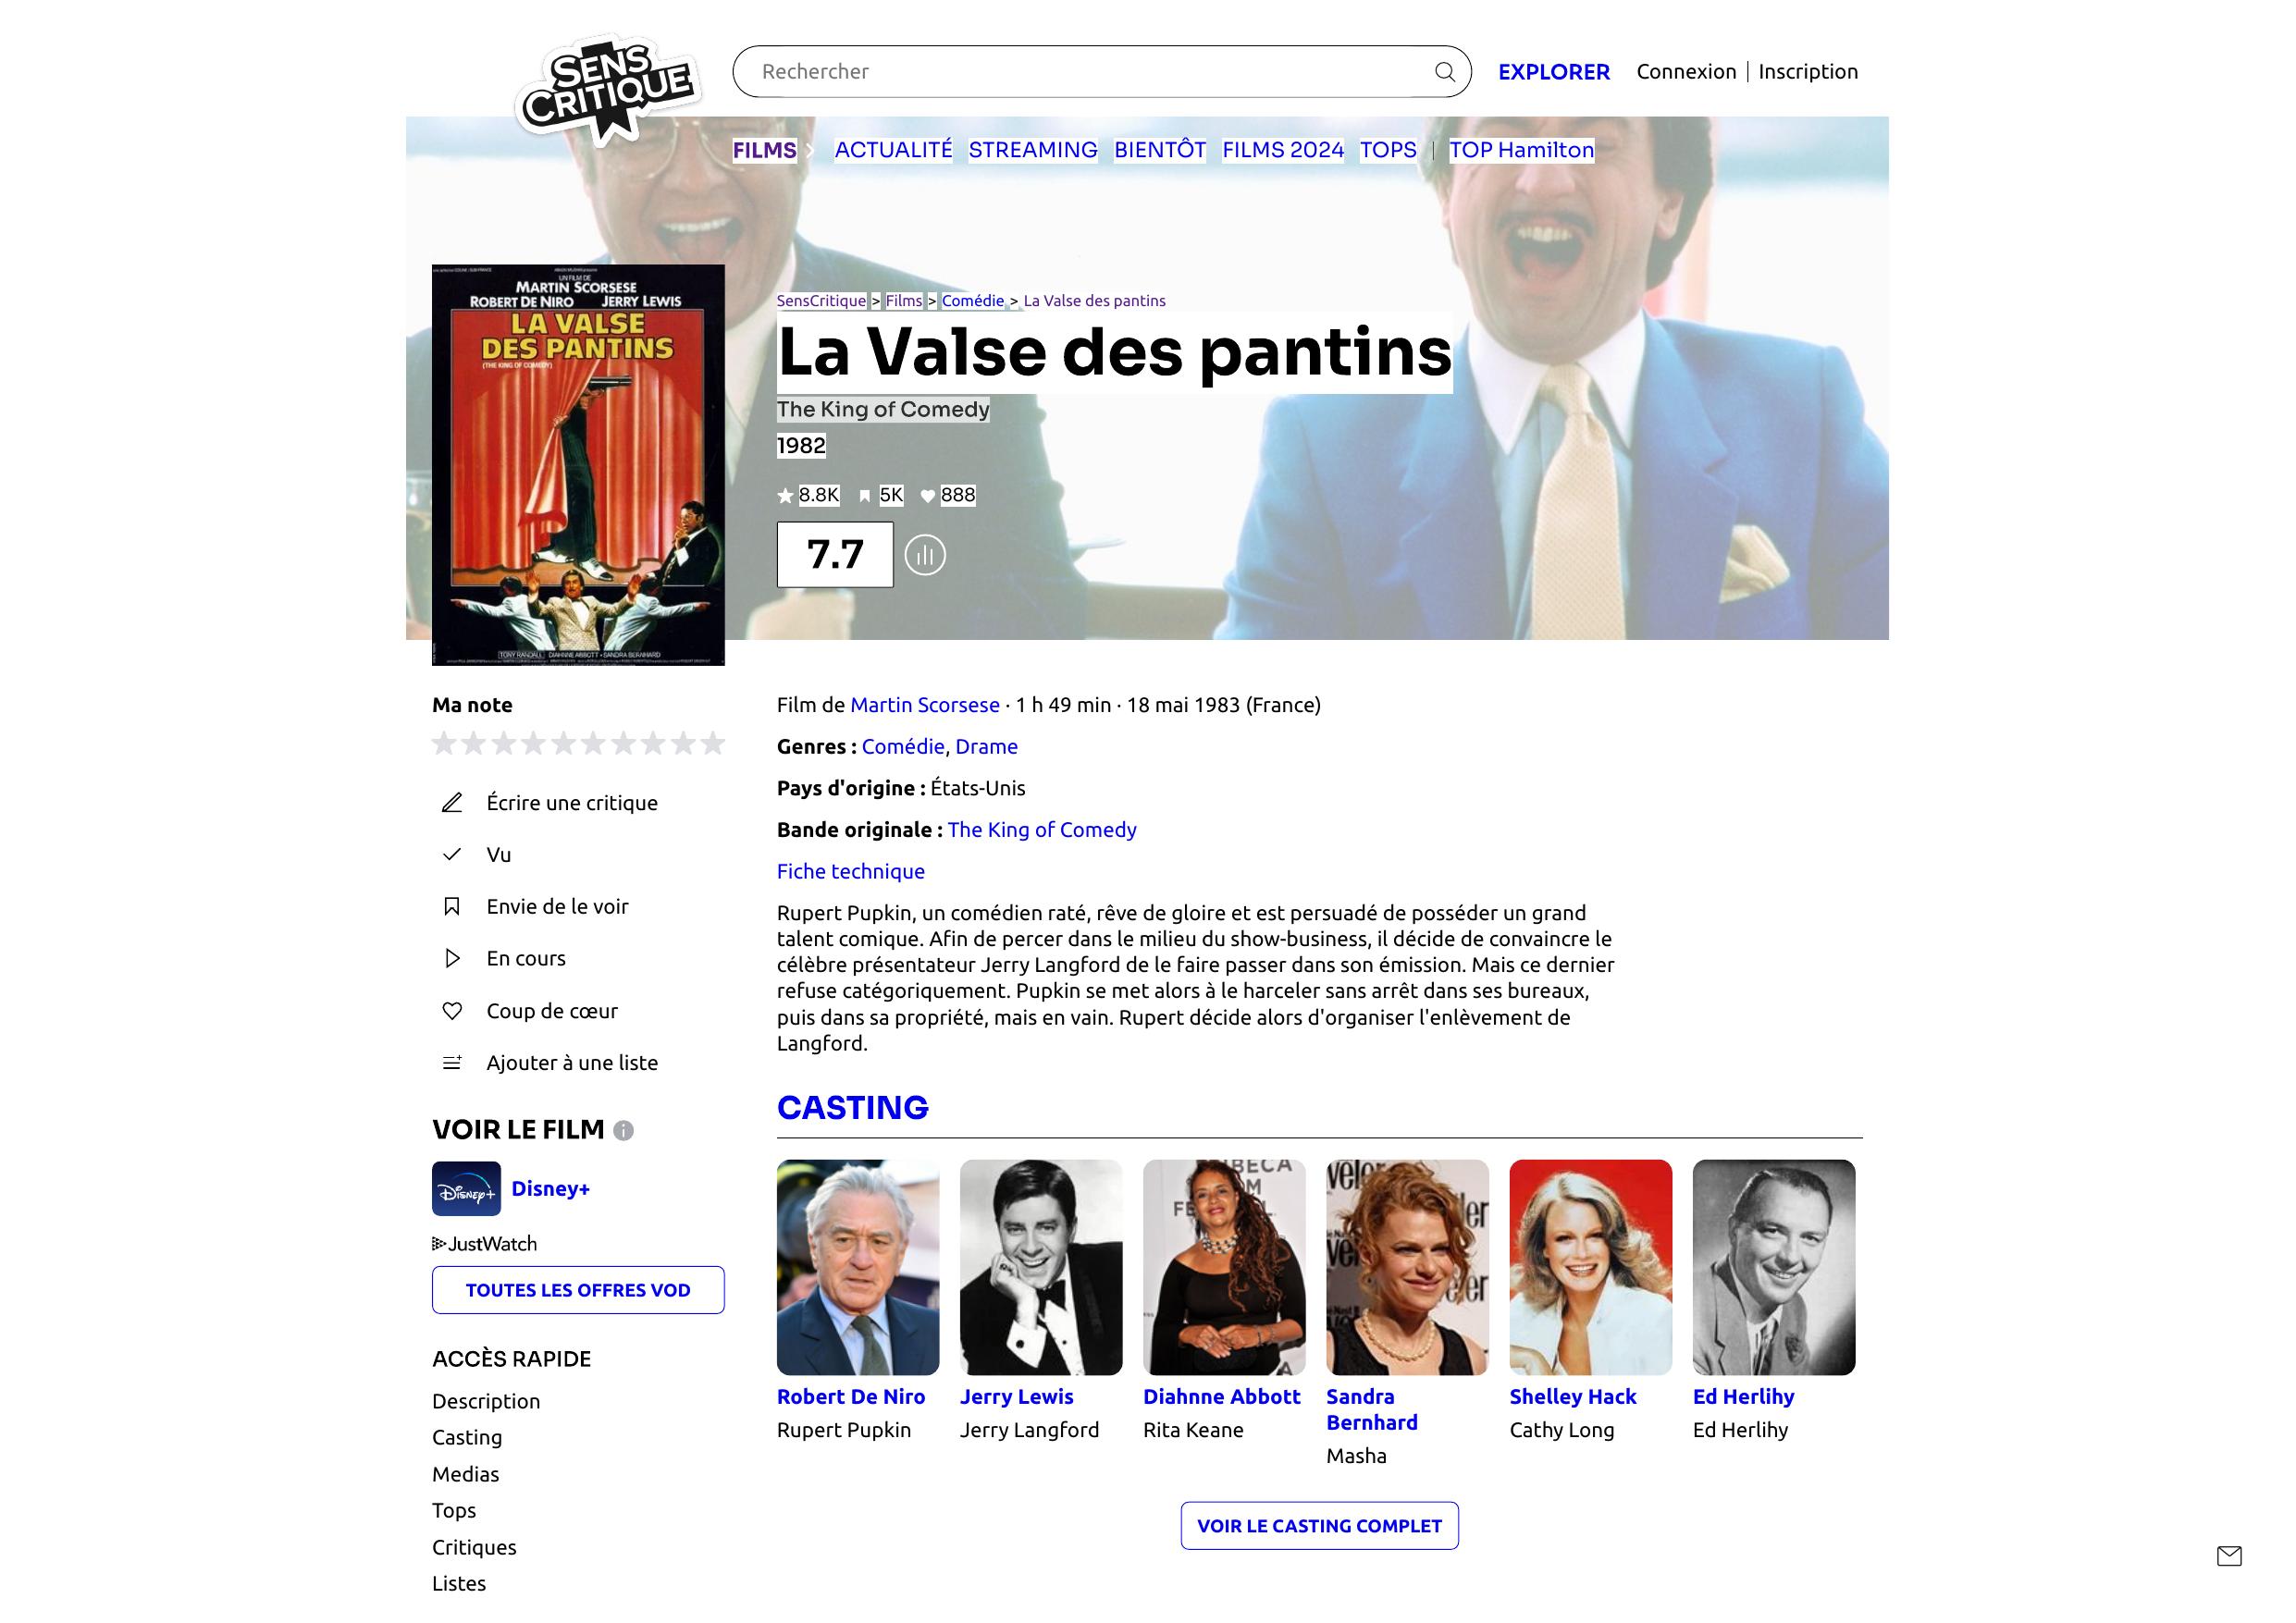 SENS
CRITIQUE
Rechercher
EXPLORER
Connexion | Inscription
FILMS
ACTUALITÉ STREAMING BIENTÔT FILMS 2024 TOPS | TOP Hamilton
UN FILM DE
MARTIN SCORSESE
ROBERT DE NIRO JERRY LEWIS
LA VALSE
DES PANTINS
(THE KING OF COMEDY)
TONY RANDALL DIAHNNE ABBOTT • SANDRA BERNHARD
SensCritique > Films > Comédie > La Valse des pantins
La Valse des pantins
The King of Comedy
1982
8.8K 5K 888
7.7
Ma note
Écrire une critique
Vu
Envie de le voir
En cours
Coup de cœur
Ajouter à une liste
VOIR LE FILM
Disney+
Disney+
JustWatch
TOUTES LES OFFRES VOD
ACCÈS RAPIDE
Description
Casting
Medias
Tops
Critiques
Listes
Film de Martin Scorsese · 1 h 49 min · 18 mai 1983 (France)
Genres : Comédie, Drame
Pays d'origine : États-Unis
Bande originale : The King of Comedy
Fiche technique
Rupert Pupkin, un comédien raté, rêve de gloire et est persuadé de posséder un grand
talent comique. Afin de percer dans le milieu du show-business, il décide de convaincre le
célèbre présentateur Jerry Langford de le faire passer dans son émission. Mais ce dernier
refuse catégoriquement. Pupkin se met alors à le harceler sans arrêt dans ses bureaux,
puis dans sa propriété, mais en vain. Rupert décide alors d'organiser l'enlèvement de
Langford.
CASTING
Robert De Niro
Rupert Pupkin
Jerry Lewis
Jerry Langford
Diahnne Abbott
Rita Keane
Sandra
Bernhard
Masha
Shelley Hack
Cathy Long
Ed Herlihy
Ed Herlihy
VOIR LE CASTING COMPLET